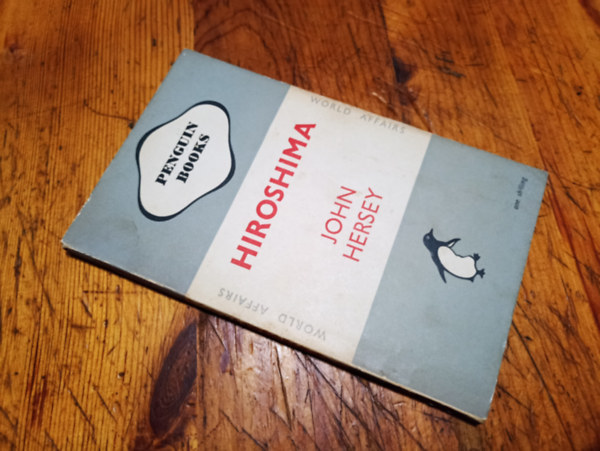 PENGUIN
BOOKS
WORLD AFFAIRS
HIROSHIMA
JOHN
HERSEY
WORLD AFFAIRS
one shilling